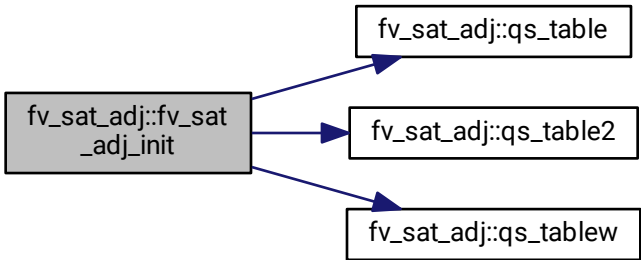 fv_sat_adj::qs_table
fv_sat_adj::fv_sat
_adj_init
fv_sat_adj::qs_table2
fv_sat_adj::qs_tablew